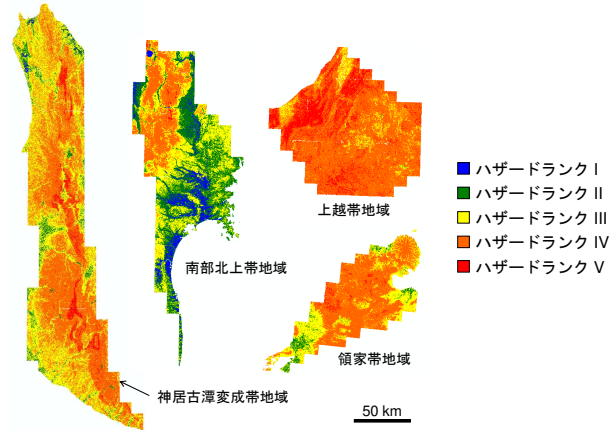 上越帯地域
南部北上帯地域
領家帯地域
神居古潭変成帯地域
50 km
ハザードランク I
ハザードランク II
ハザードランク III
ハザードランク IV
ハザードランク V